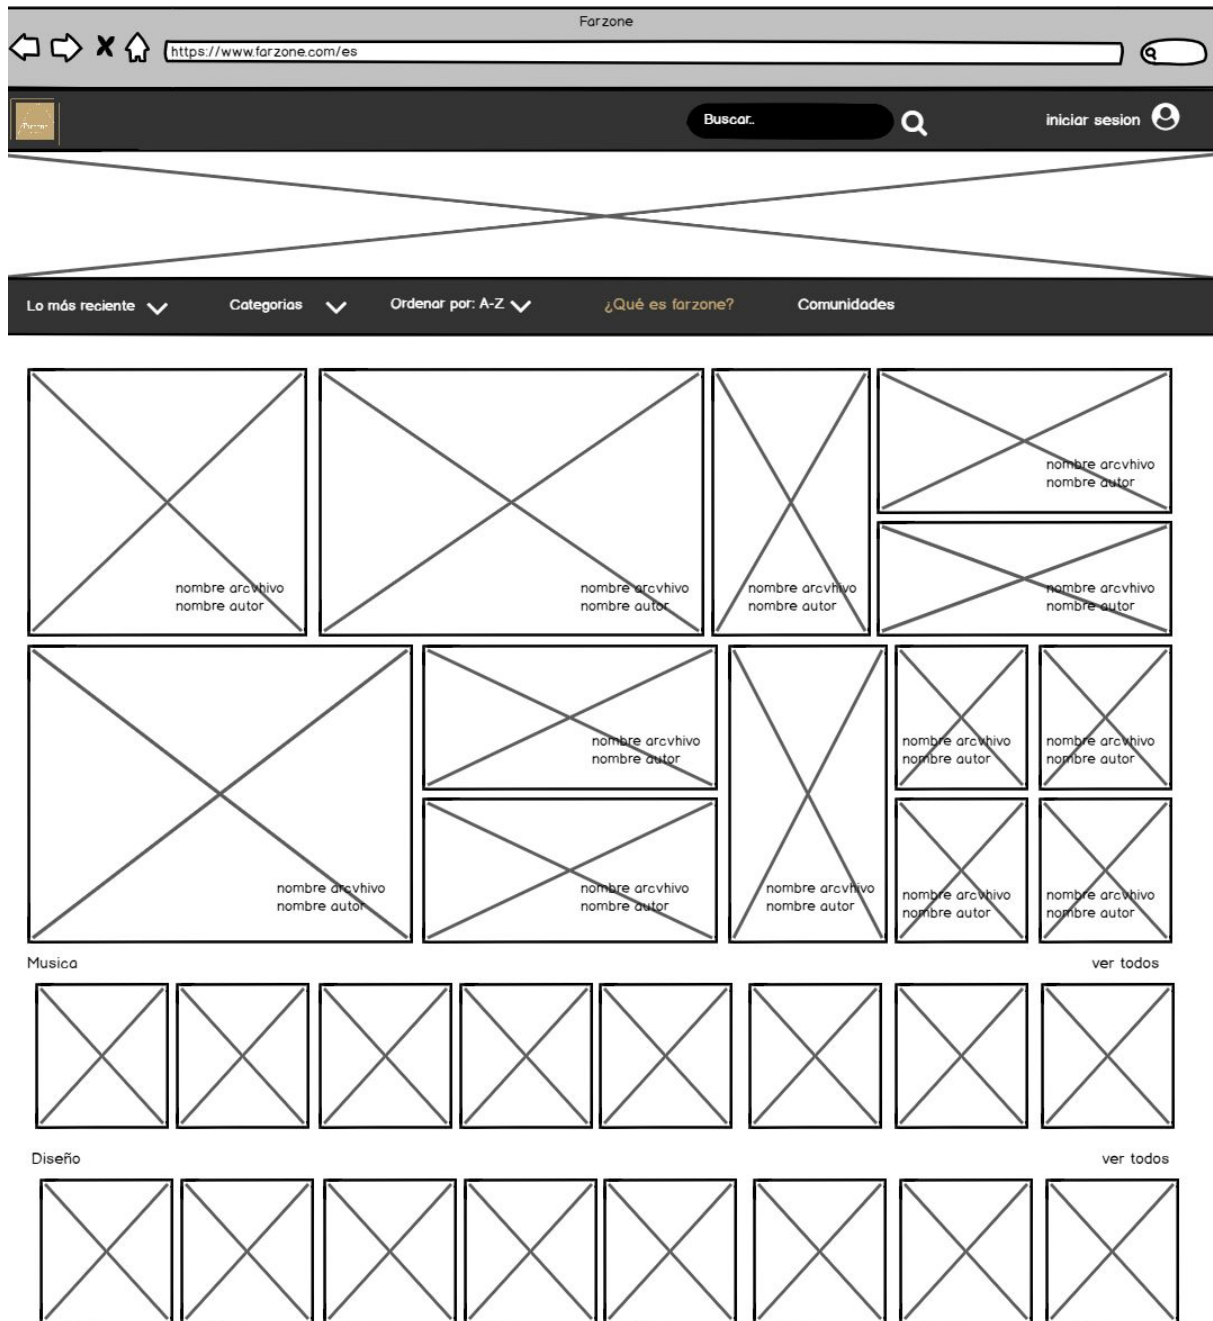 Farzone
https://www.farzone.com/es
Farzone
Buscar..
iniciar sesion
Lo más reciente
Categorias
Ordenar por: A-Z
¿Qué es farzone?
Comunidades
nombre arcvhivo
nombre autor
nombre arcvhivo
nombre autor
nombre arcvhivo
nombre autor
nombre arcvhivo
nombre autor
nombre arcvhivo
nombre autor
nombre arcvhivo
nombre autor
nombre arcvhivo
nombre autor
nombre arcvhivo
nombre autor
nombre arcvhivo
nombre autor
nombre arcvhivo
nombre autor
nombre arcvhivo
nombre autor
nombre arcvhivo
nombre autor
nombre arcvhivo
nombre autor
Musica
ver todos
Diseño
ver todos